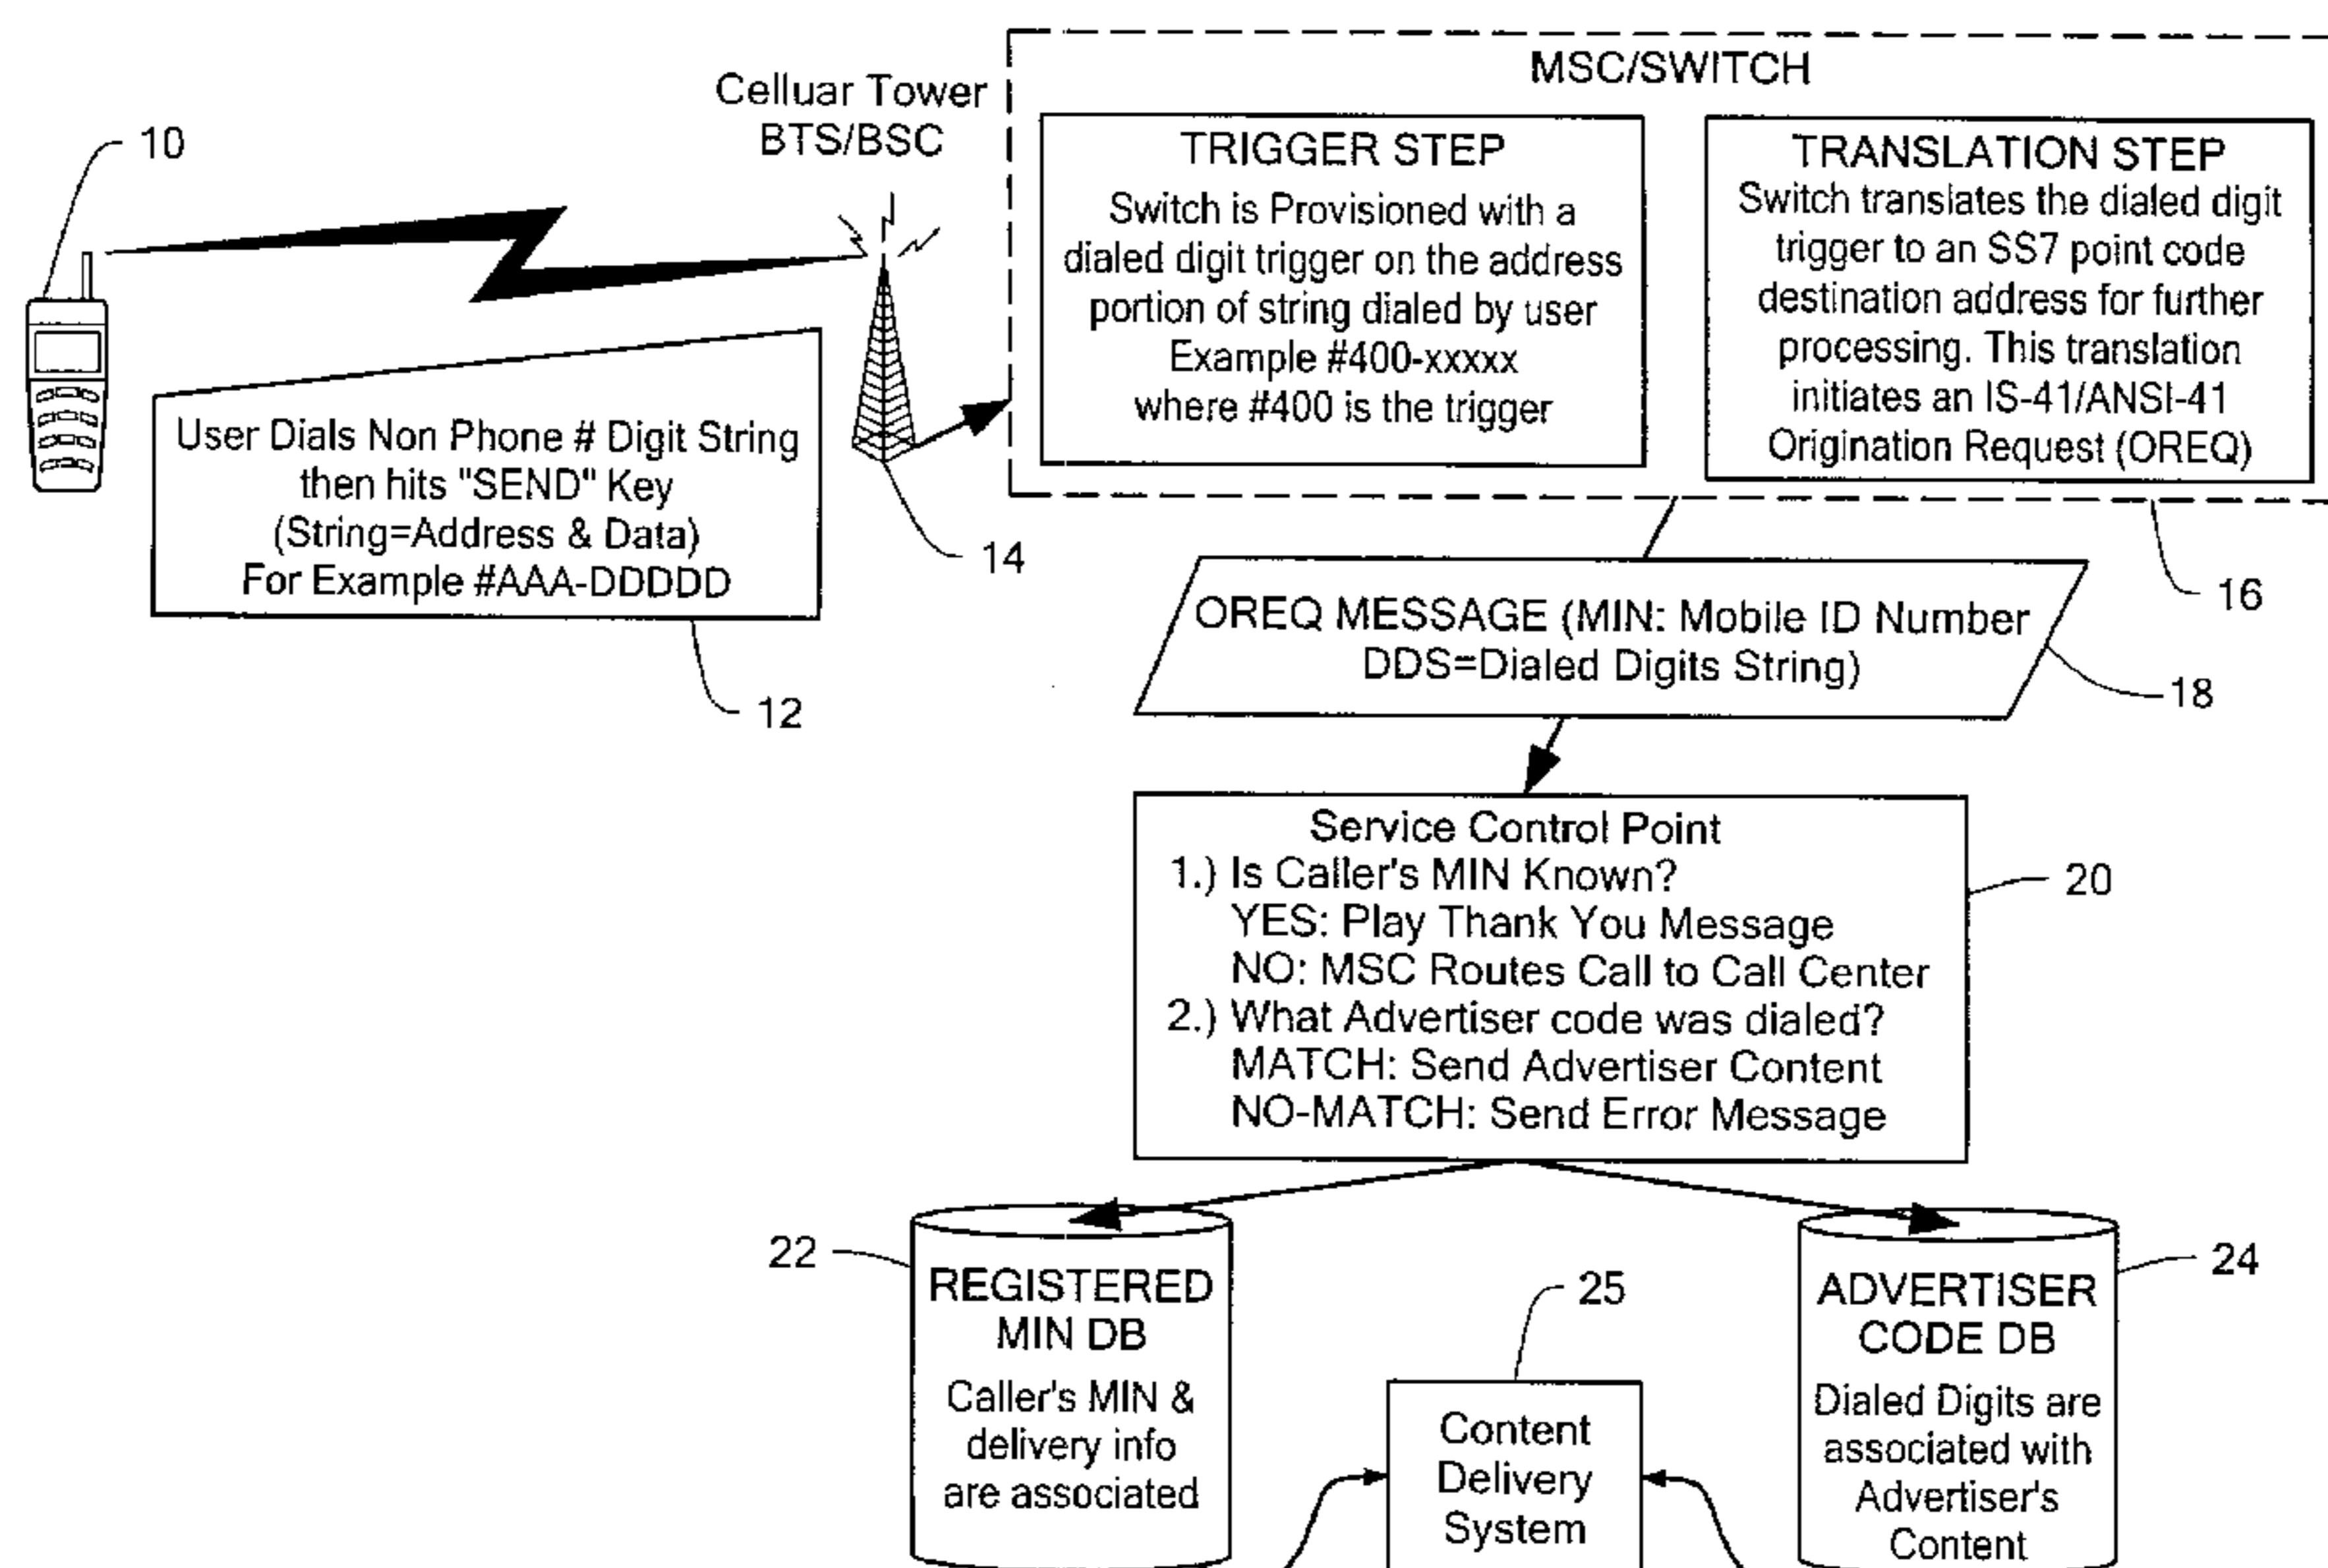 MSC/SWITCH
Celluar Tower
BTS/BSC
10
TRIGGER STEP
Switch is Provisioned with a
dialed digit trigger on the address
portion of string dialed by user
Example #400-xxxxx
where #400 is the trigger
TRANSLATION STEP
Switch translates the dialed digit
trigger to an SS7 point code
destination address for further
processing. This translation
initiates an IS-41/ANSI-41
Origination Request (OREQ)
User Dials Non Phone # Digit String
then hits "SEND" Key
(String=Address & Data)
For Example #AAA-DDDDD
14
16
12
OREQ MESSAGE (MIN: Mobile ID Number
DDS=Dialed Digits String)
18
Service Control Point
1.) Is Caller's MIN Known?
YES: Play Thank You Message
NO: MSC Routes Call to Call Center
2.) What Advertiser code was dialed?
MATCH: Send Advertiser Content
NO-MATCH: Send Error Message
20
22
REGISTERED
MIN DB
Caller's MIN &
delivery info
are associated
25
Content
Delivery
System
24
ADVERTISER
CODE DB
Dialed Digits are
associated with
Advertiser's
Content